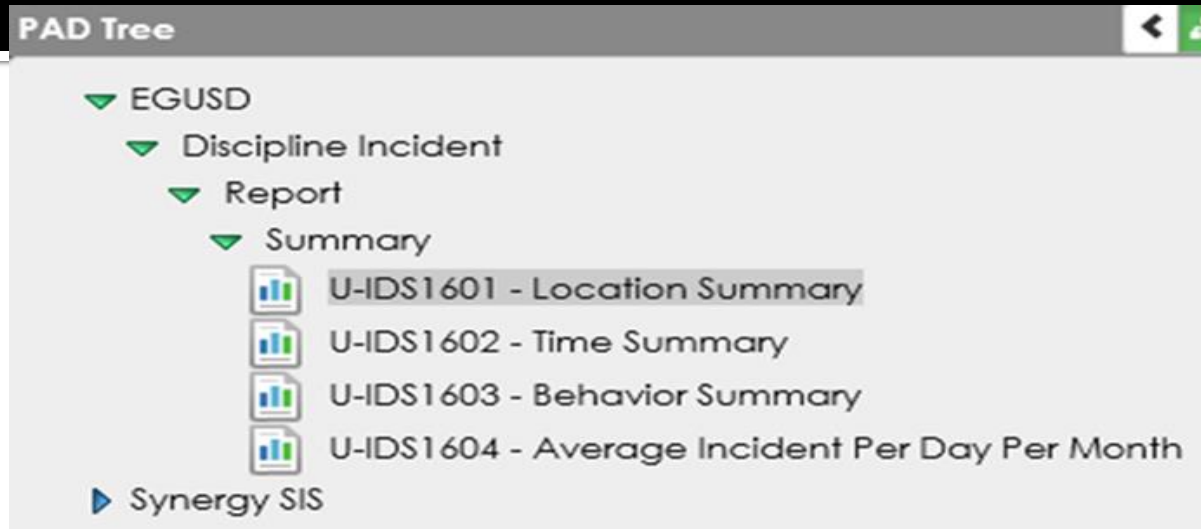 PAD Tree
EGUSD
Discipline Incident
Report
Summary
U-IDS1601 - Location Summary
U-IDS1602 - Time Summary
U-IDS1603 - Behavior Summary
U-IDS1604 - Average Incident Per Day Per Month
Synergy SIS